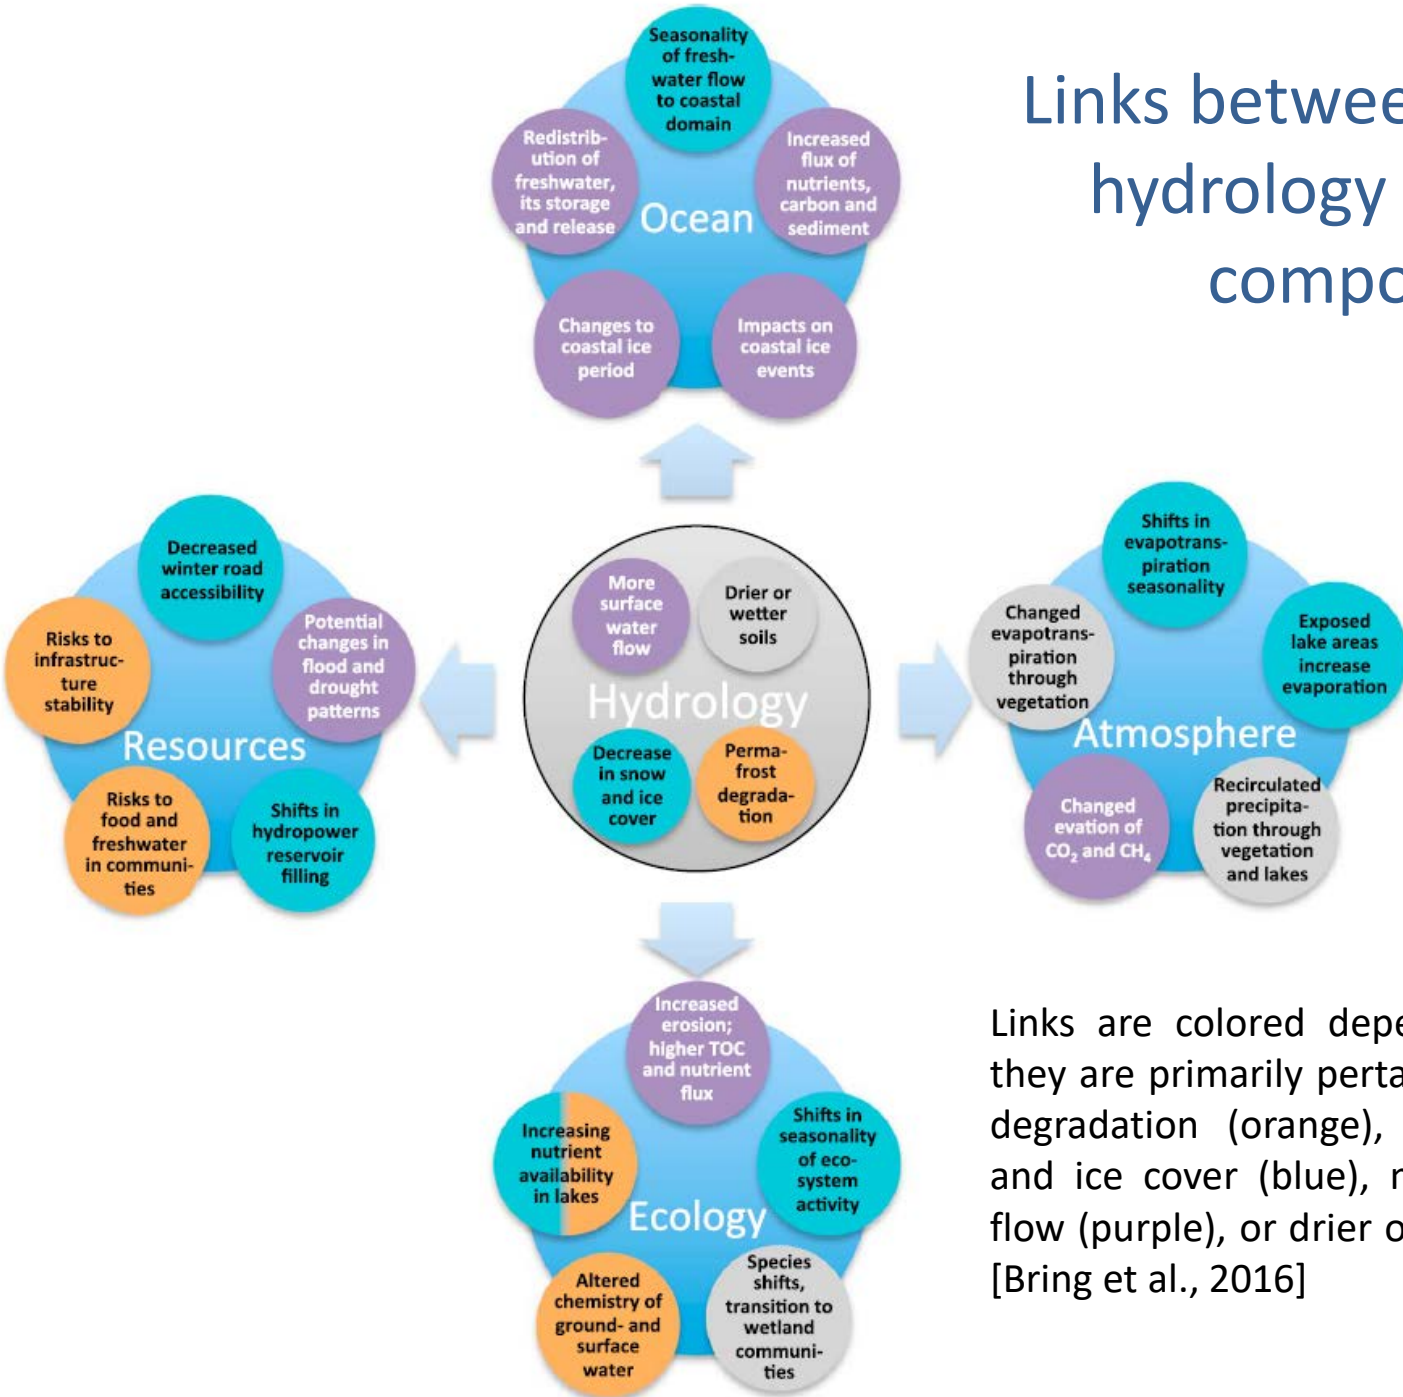 Links betwee
hydrology
compo
Seasonality
of fresh-
water flow
to coastal
domain
Redistrib-
ution of
freshwater,
its storage
and release
Increased
flux of
nutrients,
carbon and
sediment
Ocean
Changes to
coastal ice
period
Impacts on
coastal ice
events
Decreased
winter road
accessibility
Risks to
infrastruc-
ture
stability
Potential
changes in
flood and
drought
patterns
Resources
Risks to
food and
freshwater
in communi-
ties
Shifts in
hydropower
reservoir
filling
More
surface
water
flow
Drier or
wetter
soils
Hydrology
Decrease
in snow
and ice
cover
Perma-
frost
degrada-
tion
Shifts in
evapotrans-
piration
seasonality
Changed
evapotrans-
piration
through
vegetation
Exposed
lake areas
increase
evaporation
Atmosphere
Changed
evation of
CO₂ and CH₄
Recirculated
precipita-
tion through
vegetation
and lakes
Increased
erosion;
higher TOC
and nutrient
flux
Increasing
nutrient
availability
in lakes
Shifts in
seasonality
of eco-
system
activity
Ecology
Altered
chemistry of
ground- and
surface
water
Species
shifts,
transition to
wetland
communi-
ties
Links are colored depe
they are primarily perta
degradation (orange),
and ice cover (blue), 
flow (purple), or drier o
[Bring et al., 2016]